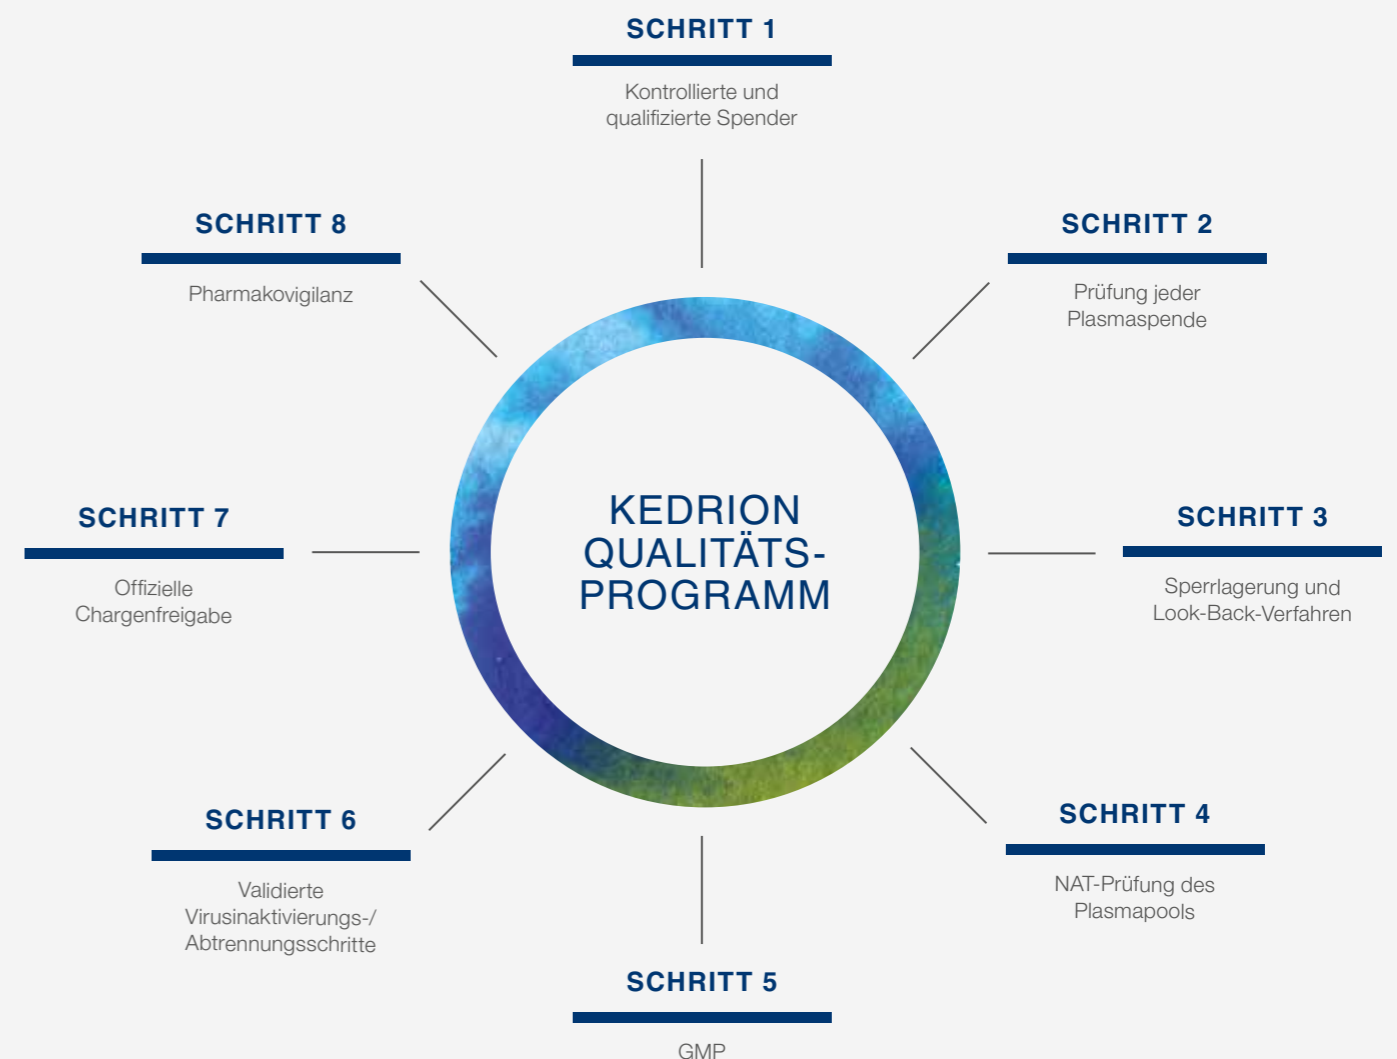 SCHRITT 1
Kontrollierte und
qualifizierte Spender
SCHRITT 2
Prüfung jeder
Plasmaspende
SCHRITT 3
Sperrlagerung und
Look-Back-Verfahren
SCHRITT 4
NAT-Prüfung des
Plasmapools
SCHRITT 5
GMP
SCHRITT 6
Validierte
Virusinaktivierungs-/
Abtrennungsschritte
SCHRITT 7
Offizielle
Chargenfreigabe
SCHRITT 8
Pharmakovigilanz
KEDRION
QUALITÄTS-
PROGRAMM